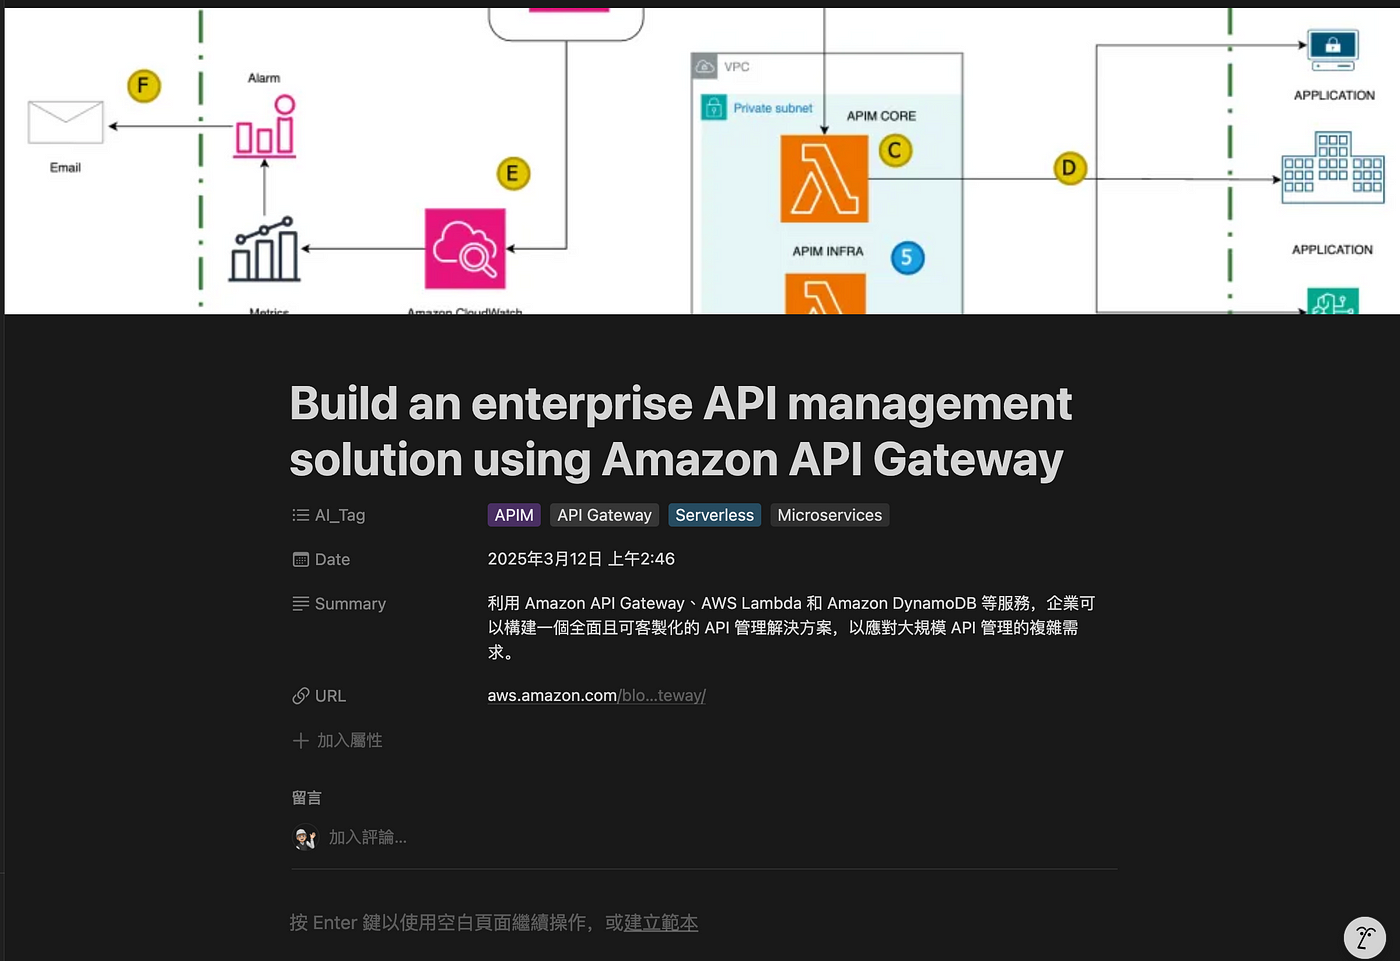 F
Alarm
VPC
Private subnet
APIM CORE
APPLICATION
C
D
Email
E
APIM INFRA
5
APPLICATION
Metrics
Amazon CloudWatch
Build an enterprise API management
solution using Amazon API Gateway
AI_Tag
APIM API Gateway Serverless Microservices
Date
2025年3月12日 上午2:46
Summary
利用 Amazon API Gateway、AWS Lambda 和 Amazon DynamoDB 等服務，企業可
以構建一個全面且可客製化的 API 管理解決方案，以應對大規模 API 管理的複雜需
求。
URL
aws.amazon.com/blo...teway/
加入屬性
留言
加入評論...
按 Enter 鍵以使用空白頁面繼續操作，或建立範本